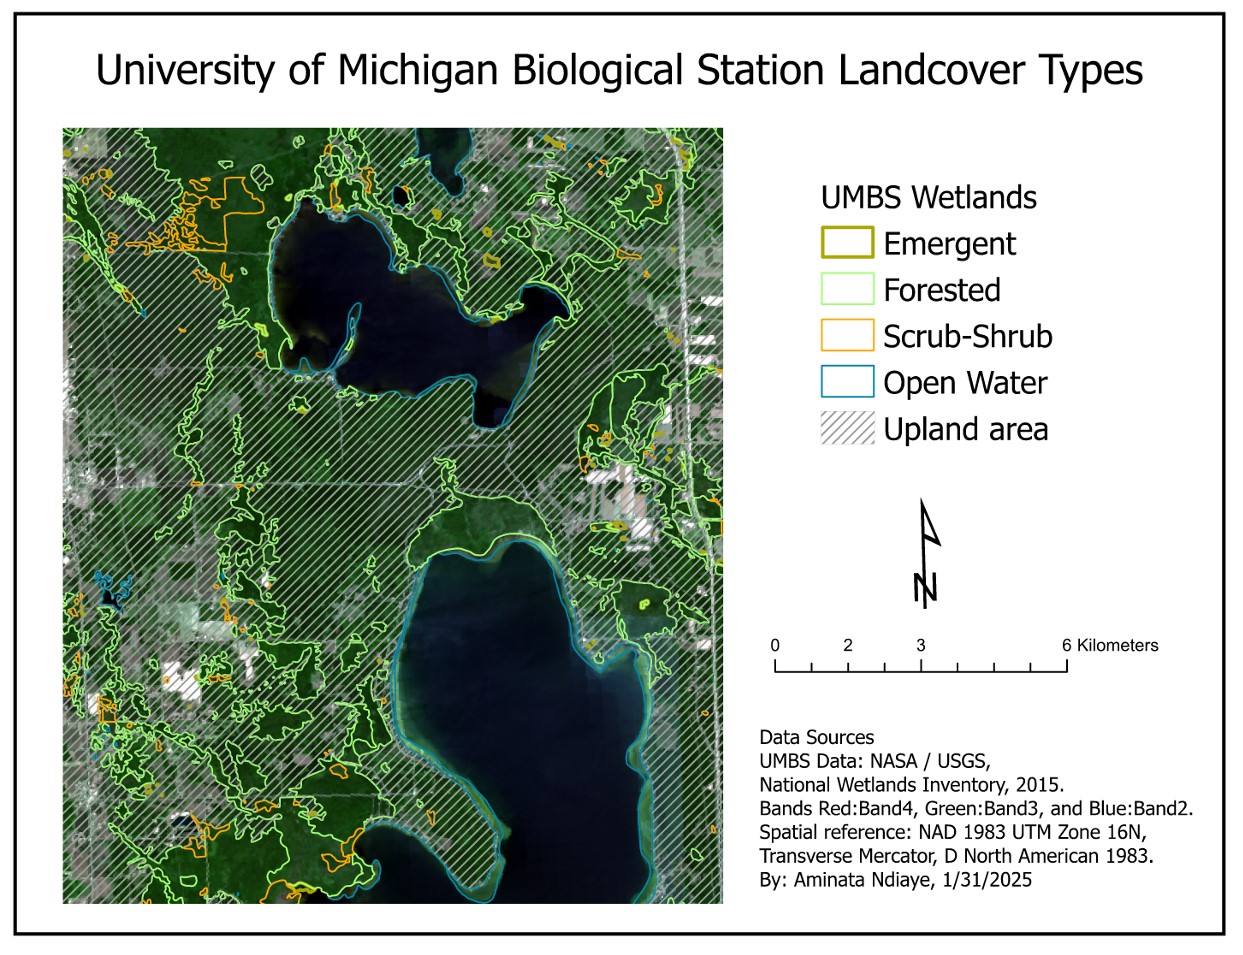 University of Michigan Biological Station Landcover Types
UMBS Wetlands
Emergent
Forested
Scrub-Shrub
Open Water
Upland area
N
0 2 3 6 Kilometers
Data Sources
UMBS Data: NASA / USGS,
National Wetlands Inventory, 2015.
Bands Red:Band4, Green:Band3, and Blue:Band2.
Spatial reference: NAD 1983 UTM Zone 16N,
Transverse Mercator, D North American 1983.
By: Aminata Ndiaye, 1/31/2025